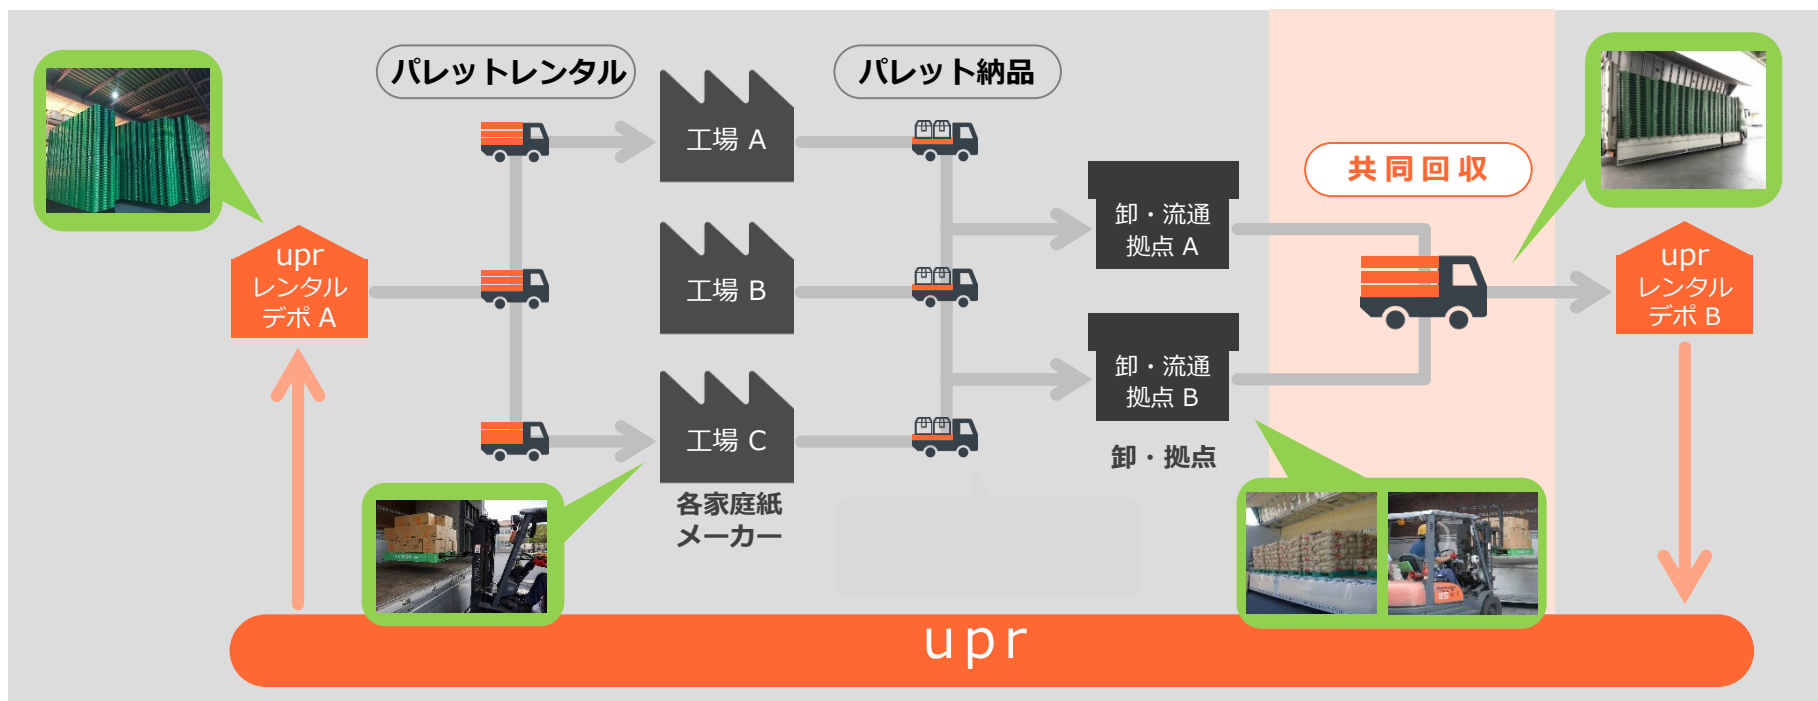 パレットレンタル
パレット納品
共同回収
工場 A
工場 B
工場 C
各家庭紙
メーカー
upr
レンタル
デポ A
卸・流通
拠点 A
卸・流通
拠点 B
卸・拠点
upr
レンタル
デポ B
upr